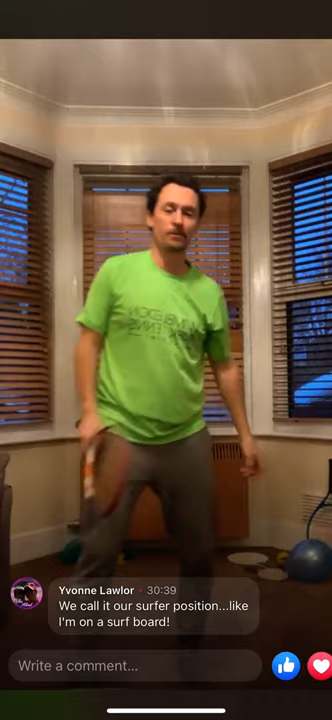 Yvonne Lawlor • 30:39
We call it our surfer position...like
I'm on a surf board!
Write a comment...